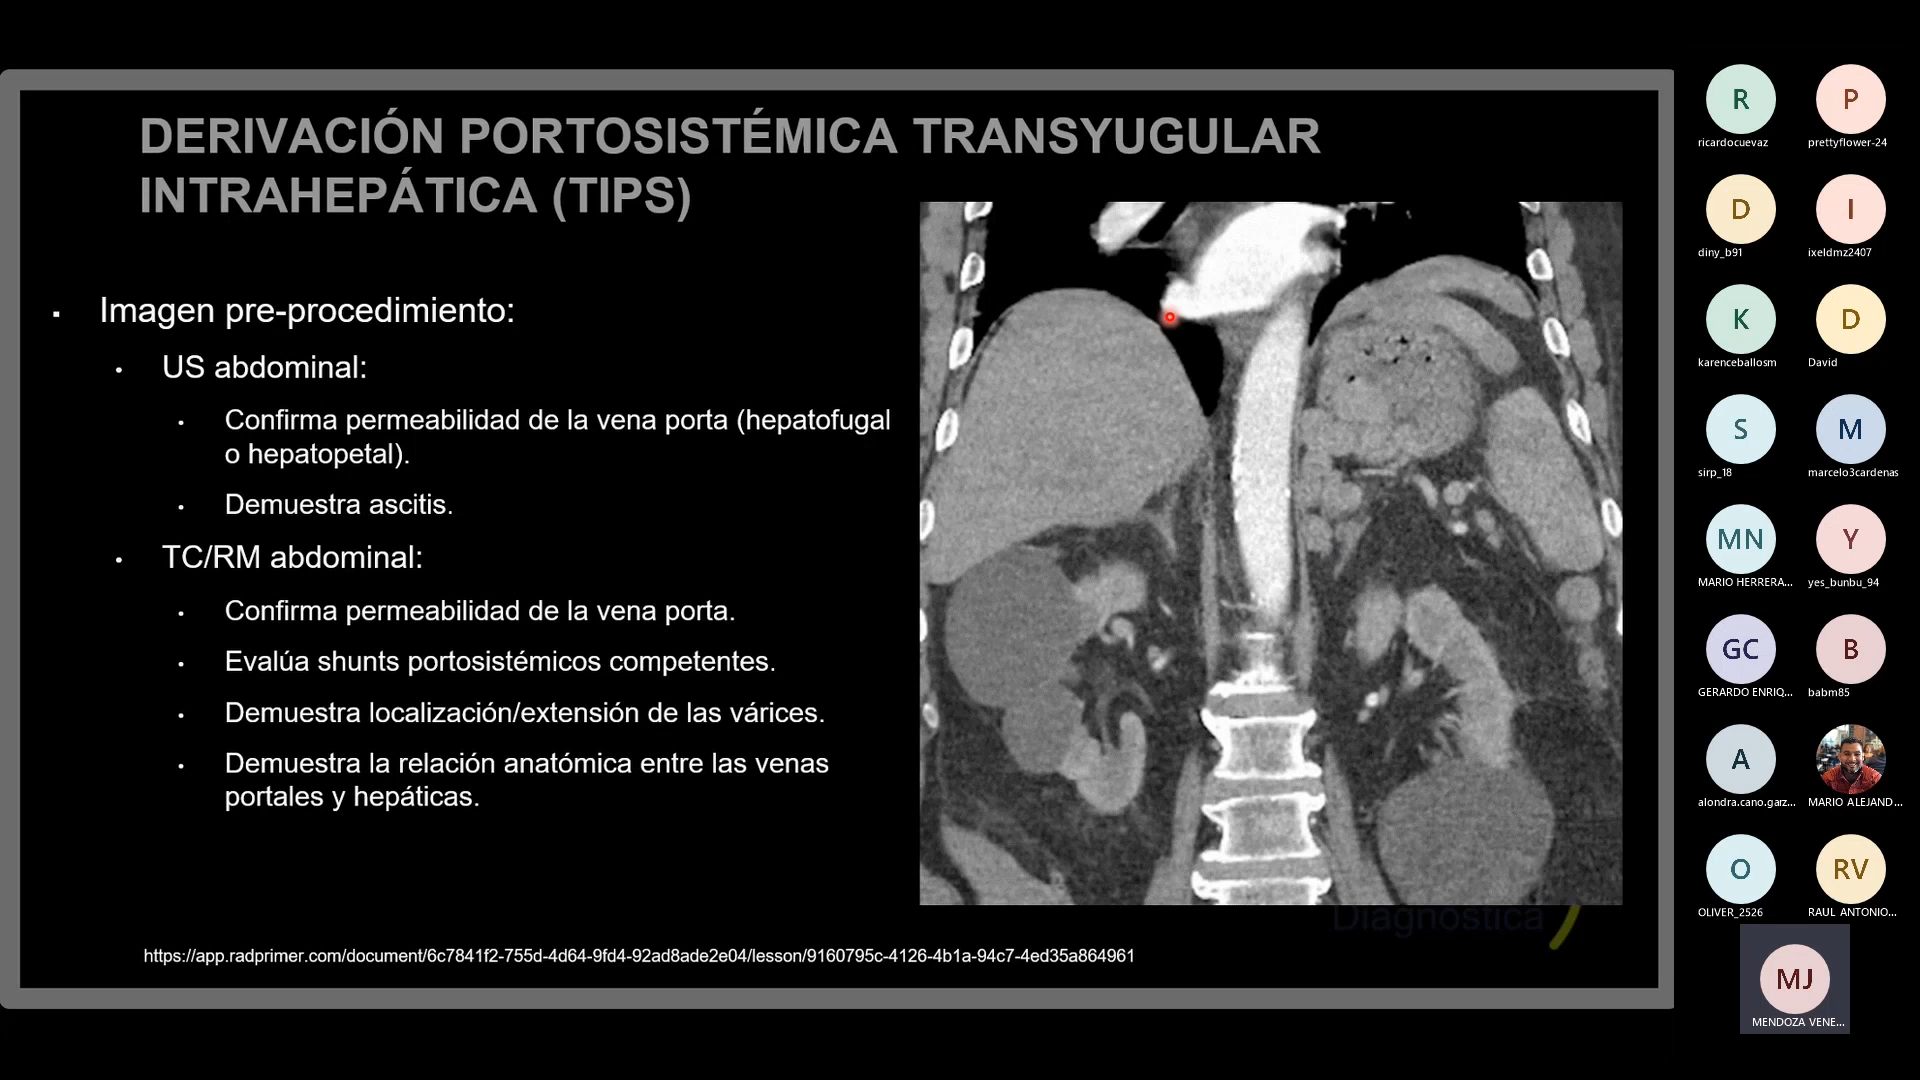 DERIVACIÓN PORTOSISTÉMICA TRANSYUGULAR
INTRAHEPÁTICA (TIPS)
Imagen pre-procedimiento:
US abdominal:
Confirma permeabilidad de la vena porta (hepatofugal
o hepatopetal).
Demuestra ascitis.
TC/RM abdominal:
Confirma permeabilidad de la vena porta.
Evalúa shunts portosistémicos competentes.
Demuestra localización/extensión de las várices.
Demuestra la relación anatómica entre las venas
portales y hepáticas.
Diagnóstica
https://app.radprimer.com/document/6c7841f2-755d-4d64-9fd4-92ad8ade2e04/lesson/9160795c-4126-4b1a-94c7-4ed35a864961
R
P
ricardocuevaz
prettyflower-24
D
I
diny_b91
ixeldmz2407
K
D
karenceballosm
David
S
M
sirp_18
marcelo3cardenas
MN
Y
MARIO HERRERA...
yes_bunbu_94
GC
B
GERARDO ENRIQ...
babm85
A
alondra.cano.garz...
MARIO ALEJAND...
O
RV
OLIVER_2526
RAUL ANTONIO...
MJ
MENDOZA VENE...